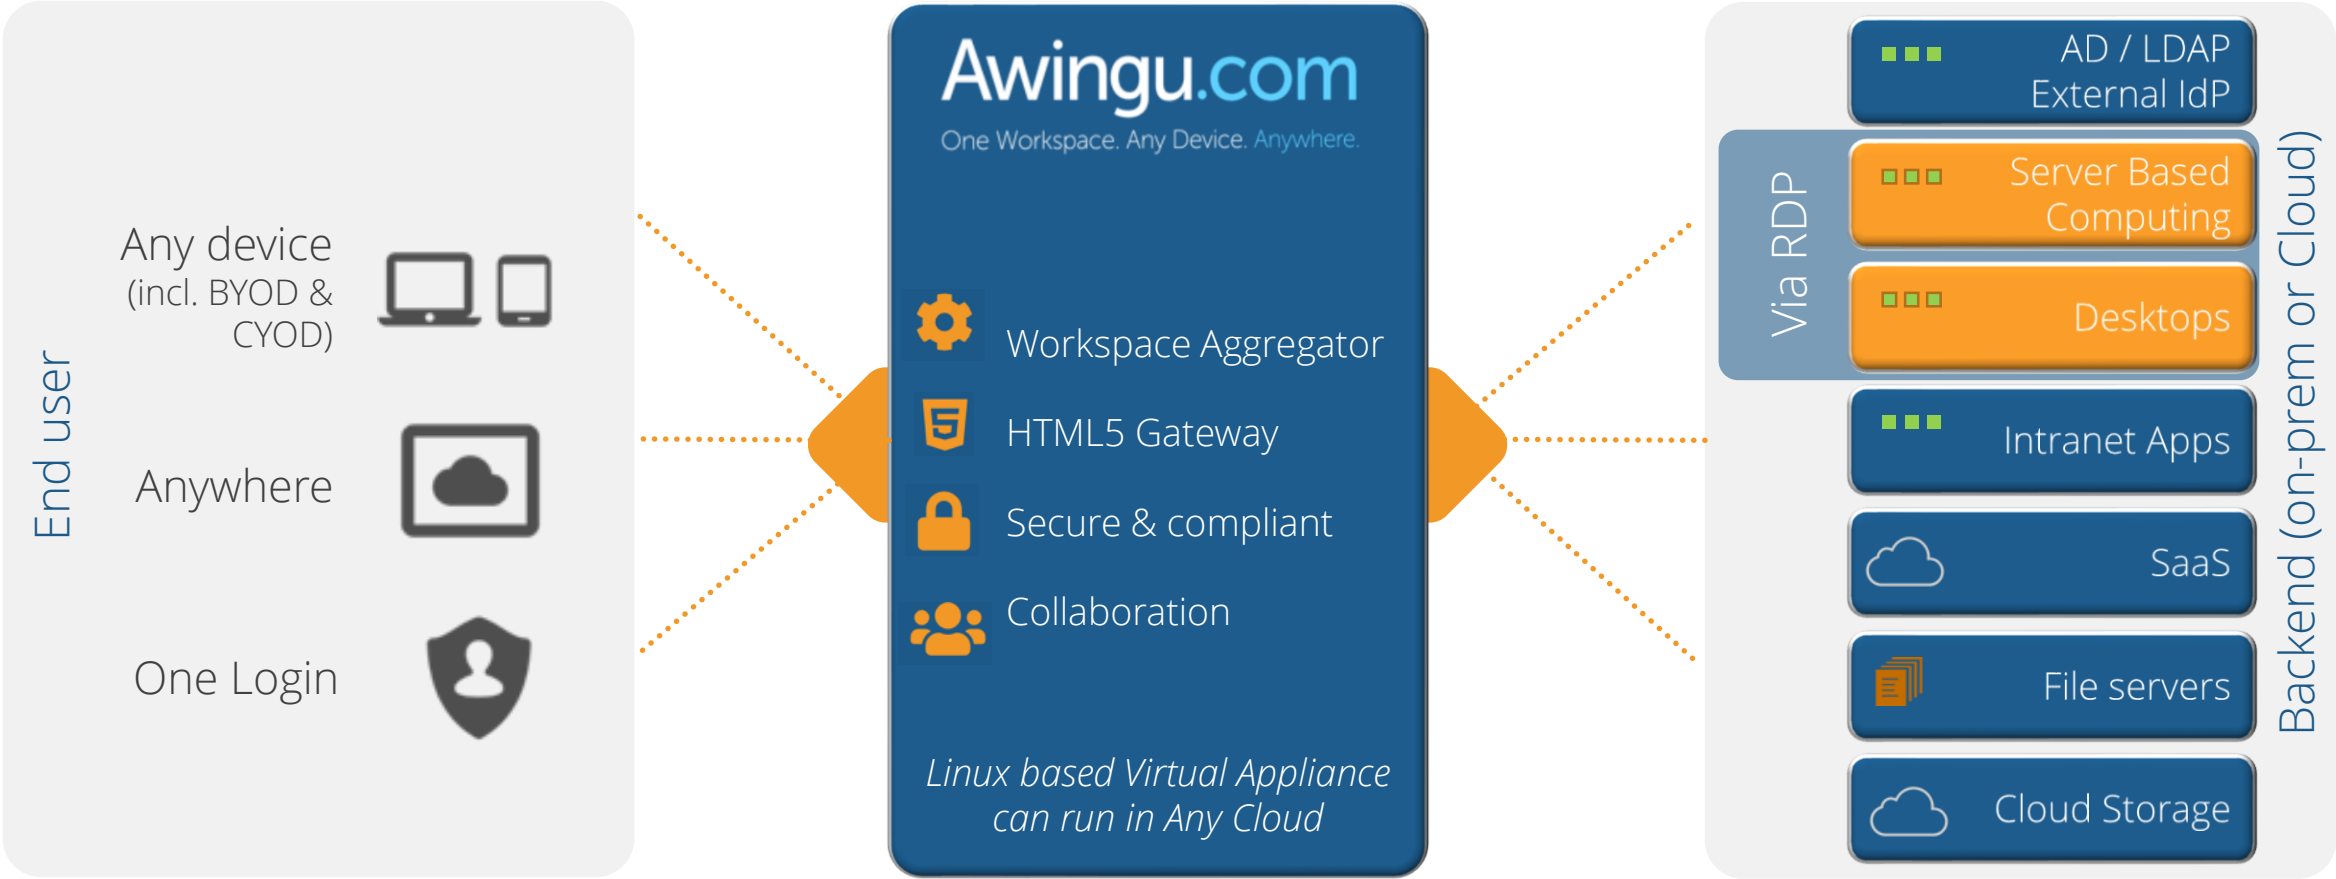 End user
Any device
(incl. BYOD &
CYOD)
Anywhere
One Login
Awingu.com
One Workspace. Any Device. Anywhere.
Workspace Aggregator
HTML5 Gateway
Secure & compliant
Collaboration
Linux based Virtual Appliance
can run in Any Cloud
AD / LDAP
External IdP
Via RDP
Server Based
Computing
Desktops
Intranet Apps
SaaS
File servers
Cloud Storage
Backend (on-prem or Cloud)